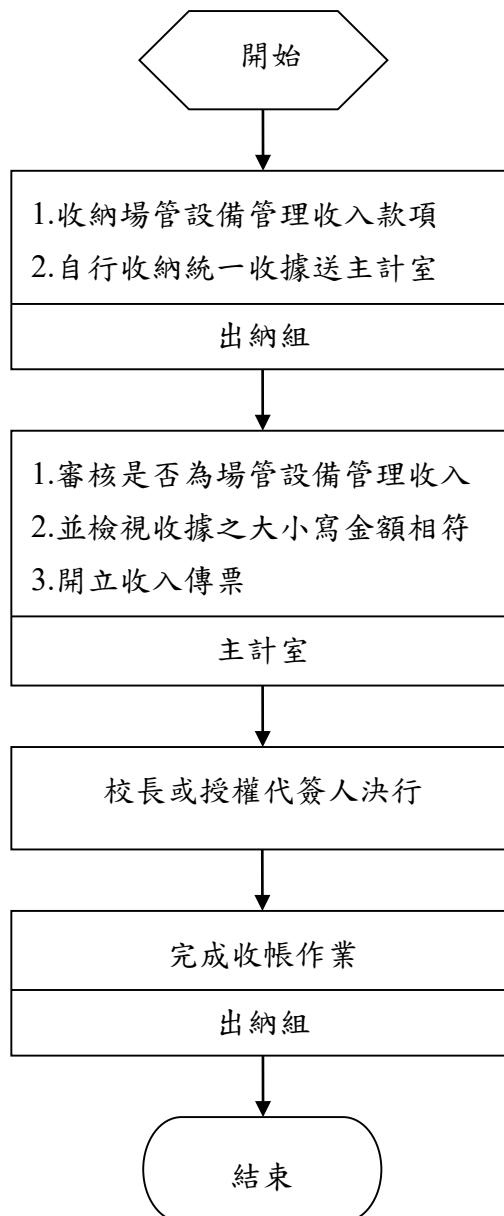 開始
1.收納場管設備管理收入款項
2.自行收納統一收據送主計室
出納組
1.審核是否為場管設備管理收入
2.並檢視收據之大小寫金額相符
3.開立收入傳票
主計室
校長或授權代簽人決行
完成收帳作業
出納組
結束